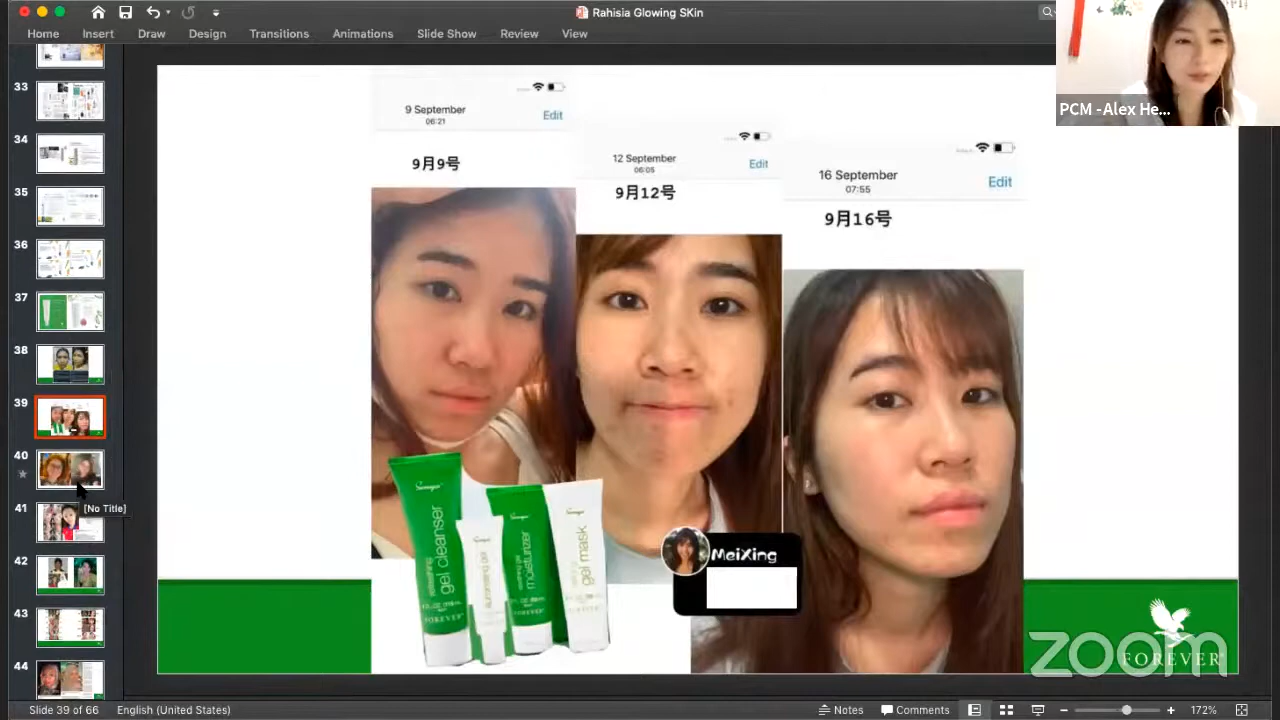 Rahisia Glowing SKin
Home Insert Draw Design Transitions Animations Slide Show Review View
PCM -Alex He...
33
34
35
36
37
38
39
40
41
42
43
44
[No Title]
9 September
06:21
Edit
9月9号
12 September
06:05
Edit
9月12号
16 September
07:55
Edit
9月16号
Sonya
refreshing
gel cleanser
FOREVER
Sonya
moisturizer
FOREVER
gel mask
MeiXing
zoom
FOREVER
Slide 39 of 66 English (United States) Notes Comments 172%